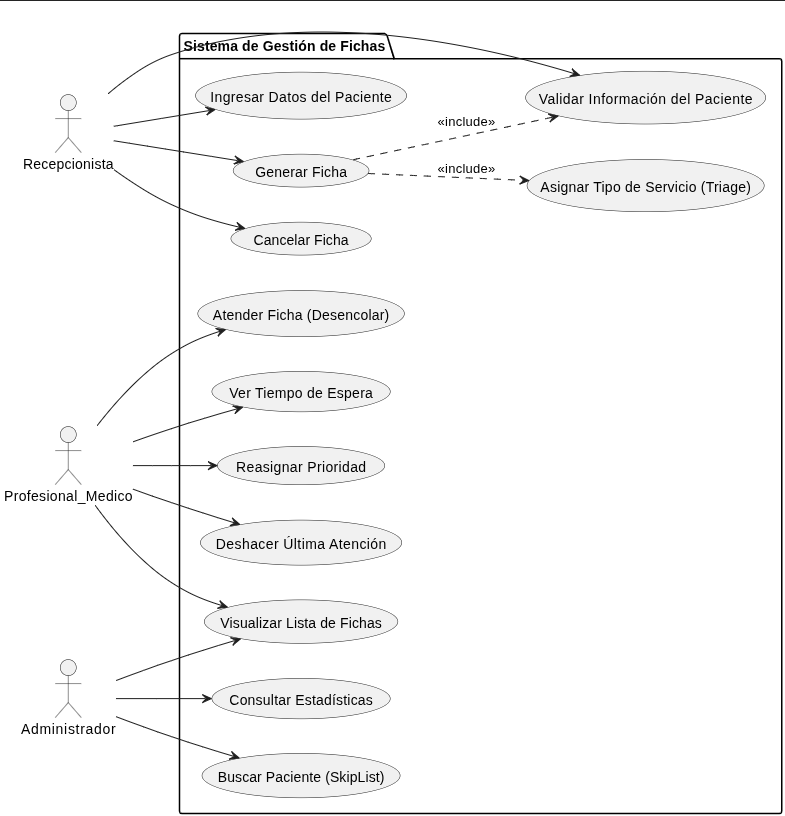 Sistema de Gestión de Fichas
Ingresar Datos del Paciente
Validar Información del Paciente
«include»
Recepcionista
Generar Ficha
«include»
Asignar Tipo de Servicio (Triage)
Cancelar Ficha
Atender Ficha (Desencolar)
Ver Tiempo de Espera
Reasignar Prioridad
Profesional_Medico
Deshacer Última Atención
Visualizar Lista de Fichas
Consultar Estadísticas
Administrador
Buscar Paciente (SkipList)